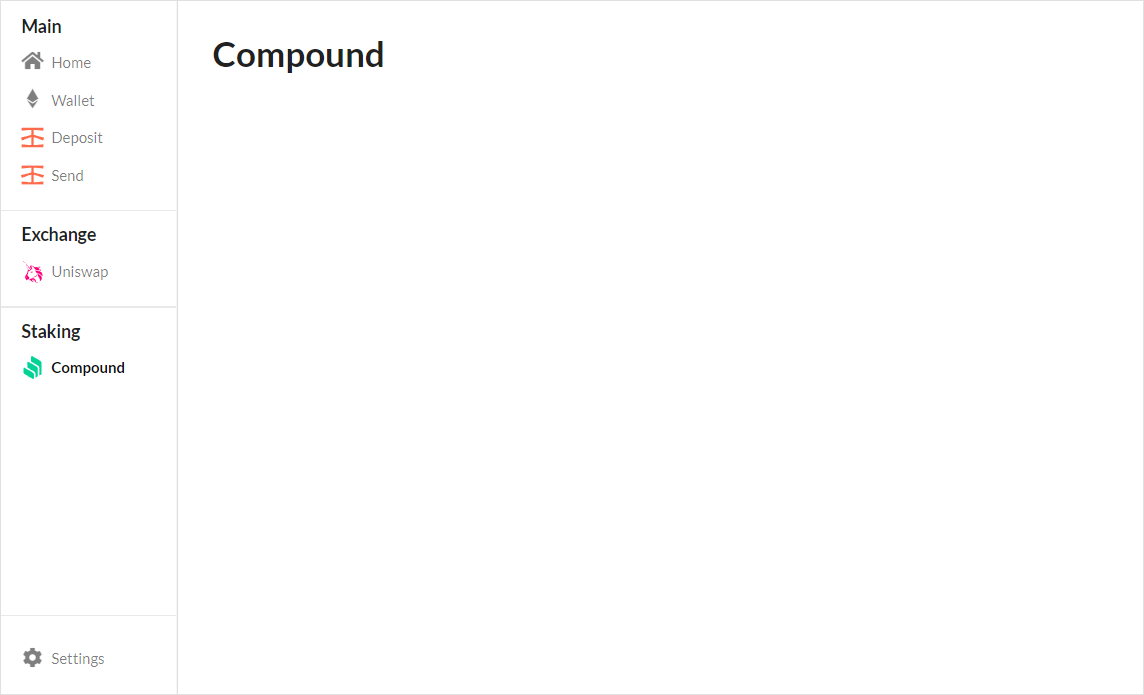 Main
Home
Wallet
Deposit
Send
Exchange
Uniswap
Staking
Compound
Settings
Compound